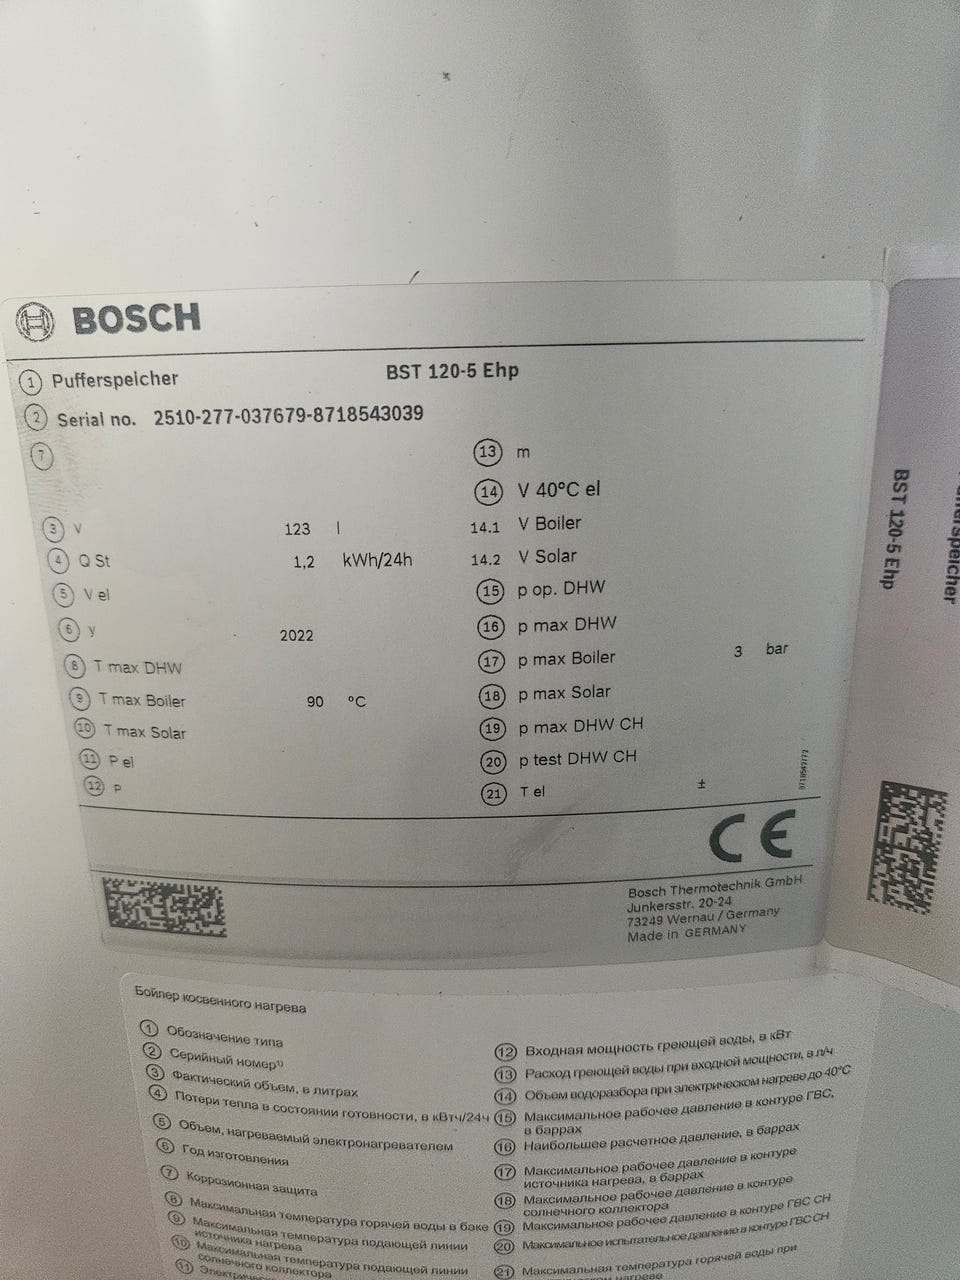 BOSCH
1 Pufferspeicher BST 120-5 Ehp
2 Serial no. 2510-277-037679-8718543039
7
3 V 123 l
4 Q St 1,2 kWh/24h
5 V el
6 y 2022
8 T max DHW
9 T max Boiler 90 °C
10 T max Solar
11 P el
12 P
13 m
14 V 40°C el
14.1 V Boiler
14.2 V Solar
15 p op. DHW
16 p max DHW
17 p max Boiler 3 bar
18 p max Solar
19 p max DHW CH
20 p test DHW CH
21 T el ±
CE
Bosch Thermotechnik GmbH
Junkersstr. 20-24
73249 Wernau / Germany
Made in GERMANY
BST 120-5 Ehp
Бойлер косвенного нагрева
1 Обозначение типа
2 Серийный номер¹⁾
3 Фактический объем, в литрах
4 Потери тепла в состоянии готовности, в кВтч/24ч
5 Объем, нагреваемый электронагревателем
6 Год изготовления
7 Коррозионная защита
8 Максимальная температура горячей воды в баке
9 Максимальная температура подающей линии
источника нагрева
10 Максимальная температура подающей линии
солнечного коллектора
11
12 Входная мощность греющей воды, в кВт
13 Расход греющей воды при входной мощности, в л/ч
14 Объем водоразбора при электрическом нагреве до 40°C
15 Максимальное рабочее давление в контуре ГВС,
в баррах
16 Наибольшее расчетное давление, в баррах
17 Максимальное рабочее давление в контуре
источника нагрева, в баррах
18 Максимальное рабочее давление в контуре
солнечного коллектора
19 Максимальное рабочее давление в контуре ГВС CH
20 Максимальное испытательное давление в контуре ГВС CH
21 Максимальная температура горячей воды при
нагреве